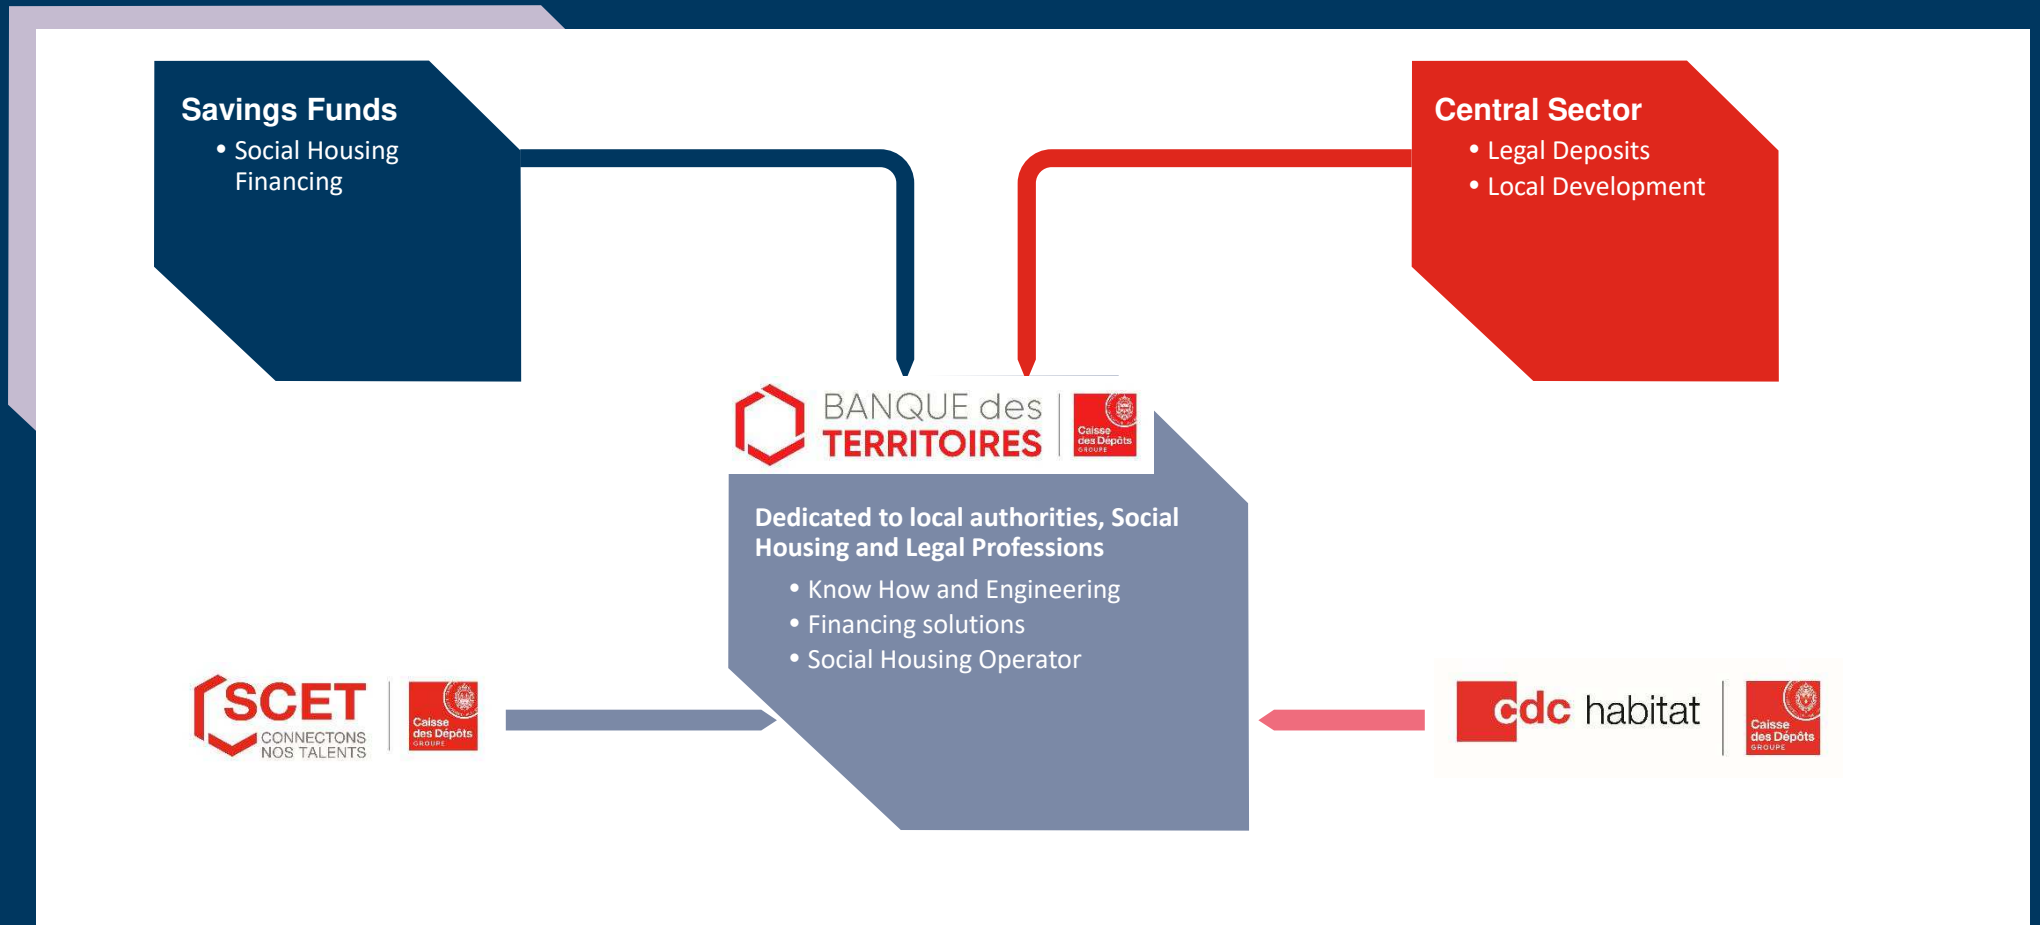 Savings Funds
• Social Housing
Financing
Central Sector
• Legal Deposits
• Local Development
BANQUE des
TERRITOIRES
Caisse
des Dépôts
GROUPE
Dedicated to local authorities, Social
Housing and Legal Professions
• Know How and Engineering
• Financing solutions
• Social Housing Operator
SCET
CONNECTONS
NOS TALENTS
Caisse
des Dépôts
GROUPE
cdc habitat
Caisse
des Dépôts
GROUPE